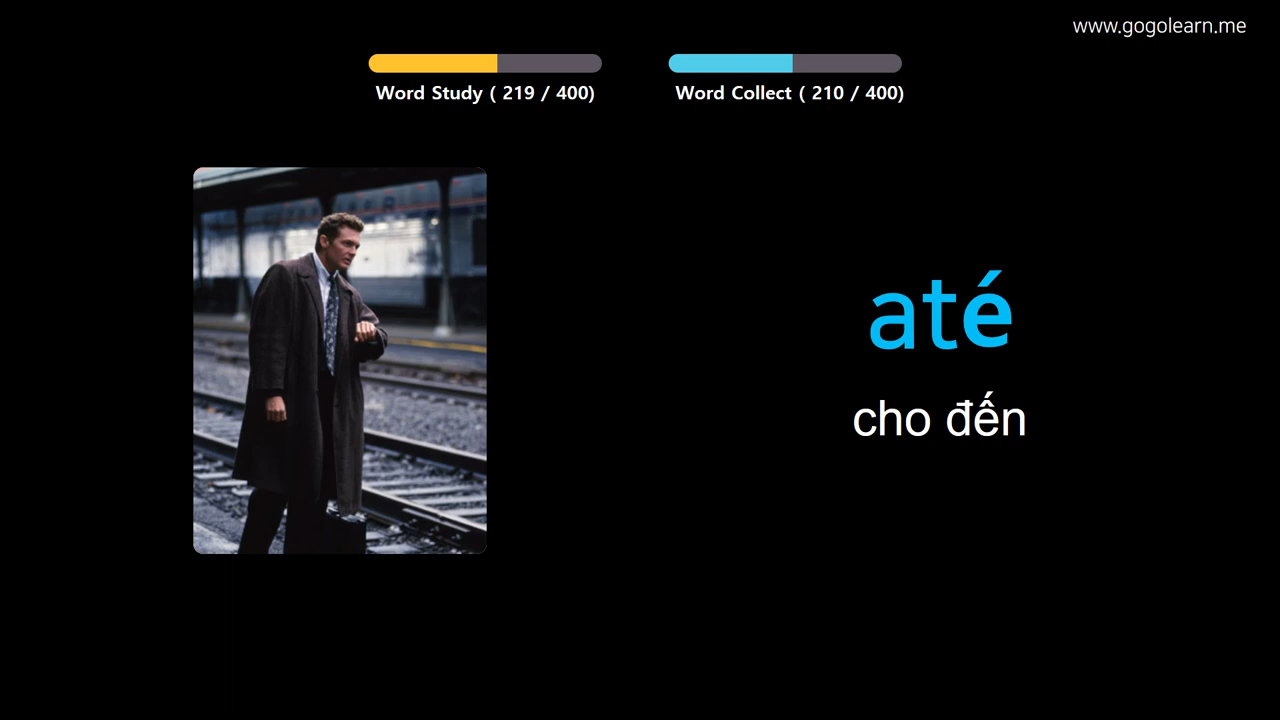 www.gogolearn.me
Word Study ( 219 / 400)
Word Collect ( 210 / 400)
até
cho đến